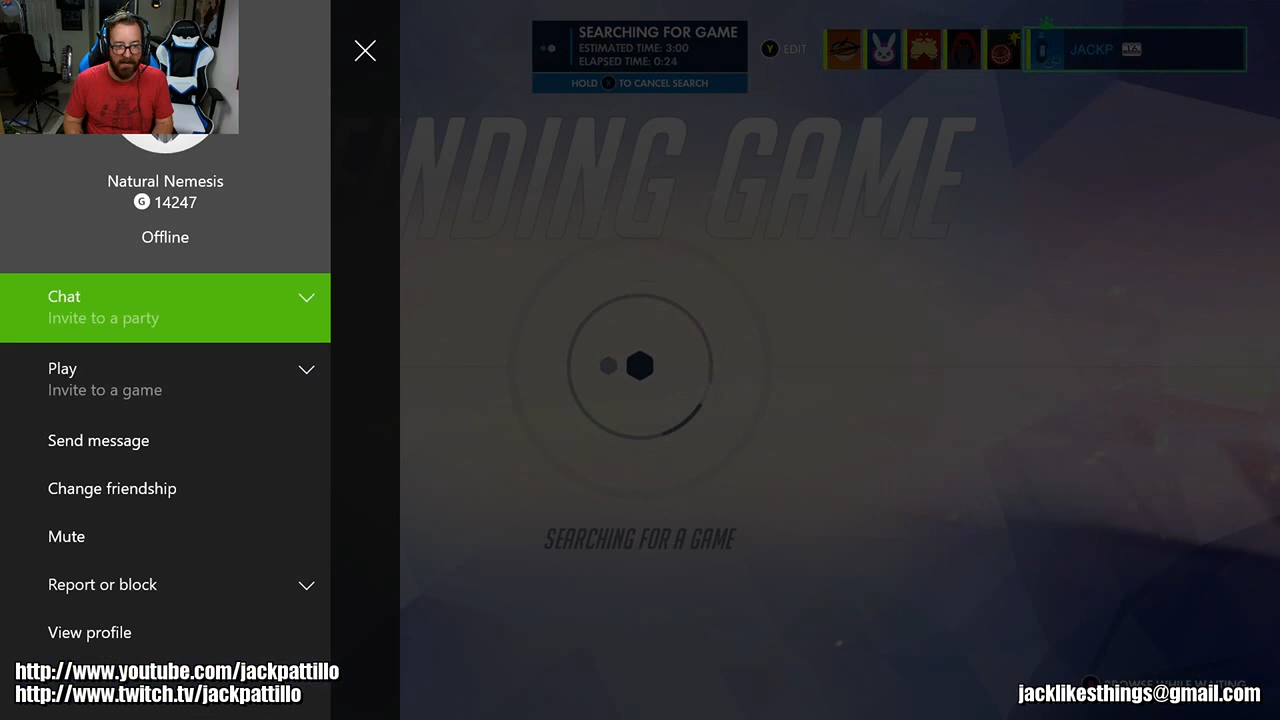 SEARCHING FOR GAME
ESTIMATED TIME: 3:00
ELAPSED TIME: 0:24
HOLD X TO CANCEL SEARCH
Y EDIT
JACKP
NDING GAME
Natural Nemesis
G 14247
Offline
Chat
Invite to a party
Play
Invite to a game
SEARCHING FOR A GAME
Send message
Change friendship
Mute
Report or block
View profile
http://www.youtube.com/jackpattillo
http://www.twitch.tv/jackpattillo
BROWSE WHILE WAITING
jacklikesthings@gmail.com